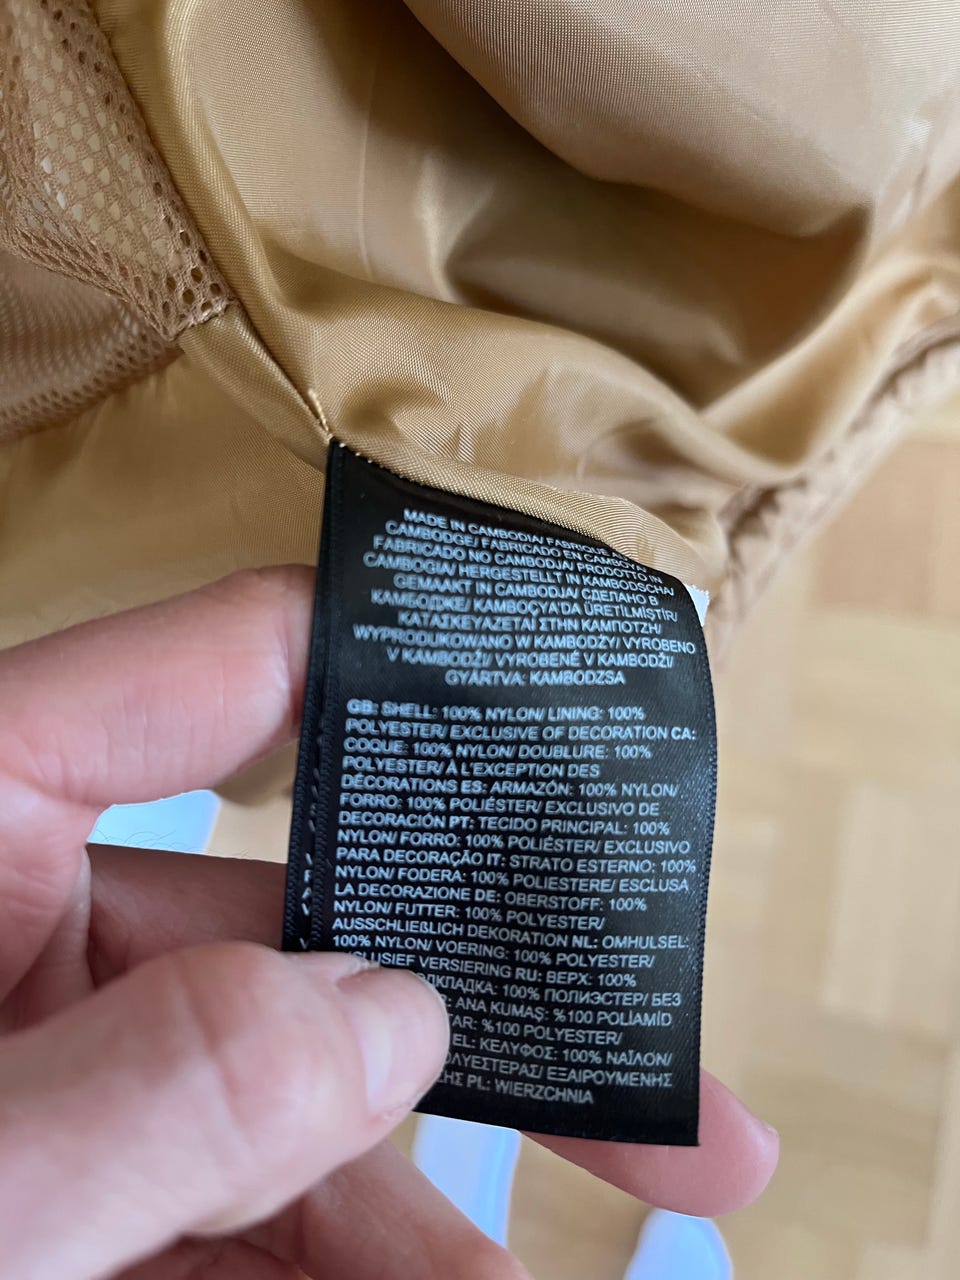 MADE IN CAMBODIA/ FABRIQUÉ
CAMBODGE/ FABRICADO EN CAMBOYA/
FABRICADO NO CAMBODJA/ PRODOTTO IN
CAMBOGIA/ HERGESTELLT IN KAMBODSCHA/
GEMAAKT IN CAMBODJA/ СДЕЛАНО В
КАМБОДЖЕ/ KAMBOÇYA'DA ÜRETİLMİŞTİR/
ΚΑΤΑΣΚΕΥΑΖΕΤΑΙ ΣΤΗΝ ΚΑΜΠΟΤΖΗ/
WYPRODUKOWANO W KAMBODŻY/ VYROBENO
V KAMBODŽI/ VYROBENÉ V KAMBODŽI/
GYÁRTVA: KAMBODZSA
GB: SHELL: 100% NYLON/ LINING: 100%
POLYESTER/ EXCLUSIVE OF DECORATION CA:
COQUE: 100% NYLON/ DOUBLURE: 100%
POLYESTER/ À L'EXCEPTION DES
DÉCORATIONS ES: ARMAZÓN: 100% NYLON/
FORRO: 100% POLIÉSTER/ EXCLUSIVO DE
DECORACIÓN PT: TECIDO PRINCIPAL: 100%
NYLON/ FORRO: 100% POLIÉSTER/ EXCLUSIVO
PARA DECORAÇÃO IT: STRATO ESTERNO: 100%
NYLON/ FODERA: 100% POLIESTERE/ ESCLUSA
LA DECORAZIONE DE: OBERSTOFF: 100%
NYLON/ FUTTER: 100% POLYESTER/
AUSSCHLIEßLICH DEKORATION NL: OMHULSEL:
100% NYLON/ VOERING: 100% POLYESTER/
VERSIERING RU: ВЕРХ: 100%
100% ПОЛИЭСТЕР/ БЕЗ
ANA KUMAŞ: %100 POLİAMİD
%100 POLYESTER/
EL: ΚΕΛΥΦΟΣ: 100% ΝΑΪΛΟΝ/
ΕΞΑΙΡΟΥΜΕΝΗΣ
PL: WIERZCHNIA